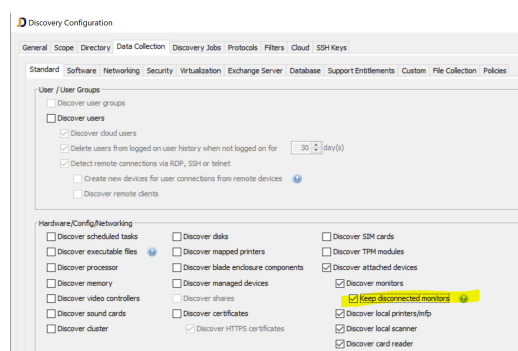 Discovery Configuration
General Scope Directory Data Collection Discovery Jobs Protocols Filters Cloud SSH Keys
Standard Software Networking Security Virtualization Exchange Server Database Support Entitlements Custom File Collection Policies
User / User Groups
Discover user groups
Discover users
Discover cloud users
Delete users from logged on user history when not logged on for 30 day(s)
Detect remote connections via RDP, SSH or telnet
Create new devices for user connections from remote devices
Discover remote clients
Hardware/Config/Networking
Discover scheduled tasks Discover disks Discover SIM cards
Discover executable files Discover mapped printers Discover TPM modules
Discover processor Discover blade enclosure components Discover attached devices
Discover memory Discover managed devices Discover monitors
Discover video controllers Discover shares Keep disconnected monitors
Discover sound cards Discover certificates Discover local printers/mfp
Discover cluster Discover HTTPS certificates Discover local scanner
Discover card reader